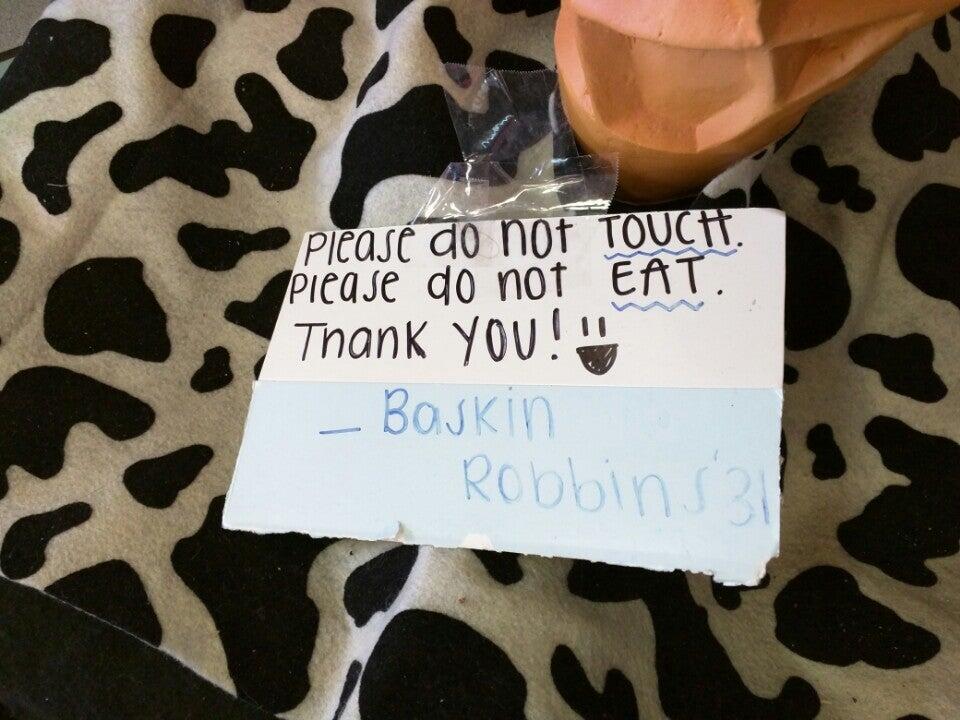 Please do not TOUCH.
Please do not EAT.
Thank YOU!
_ Baskin
Robbins '31